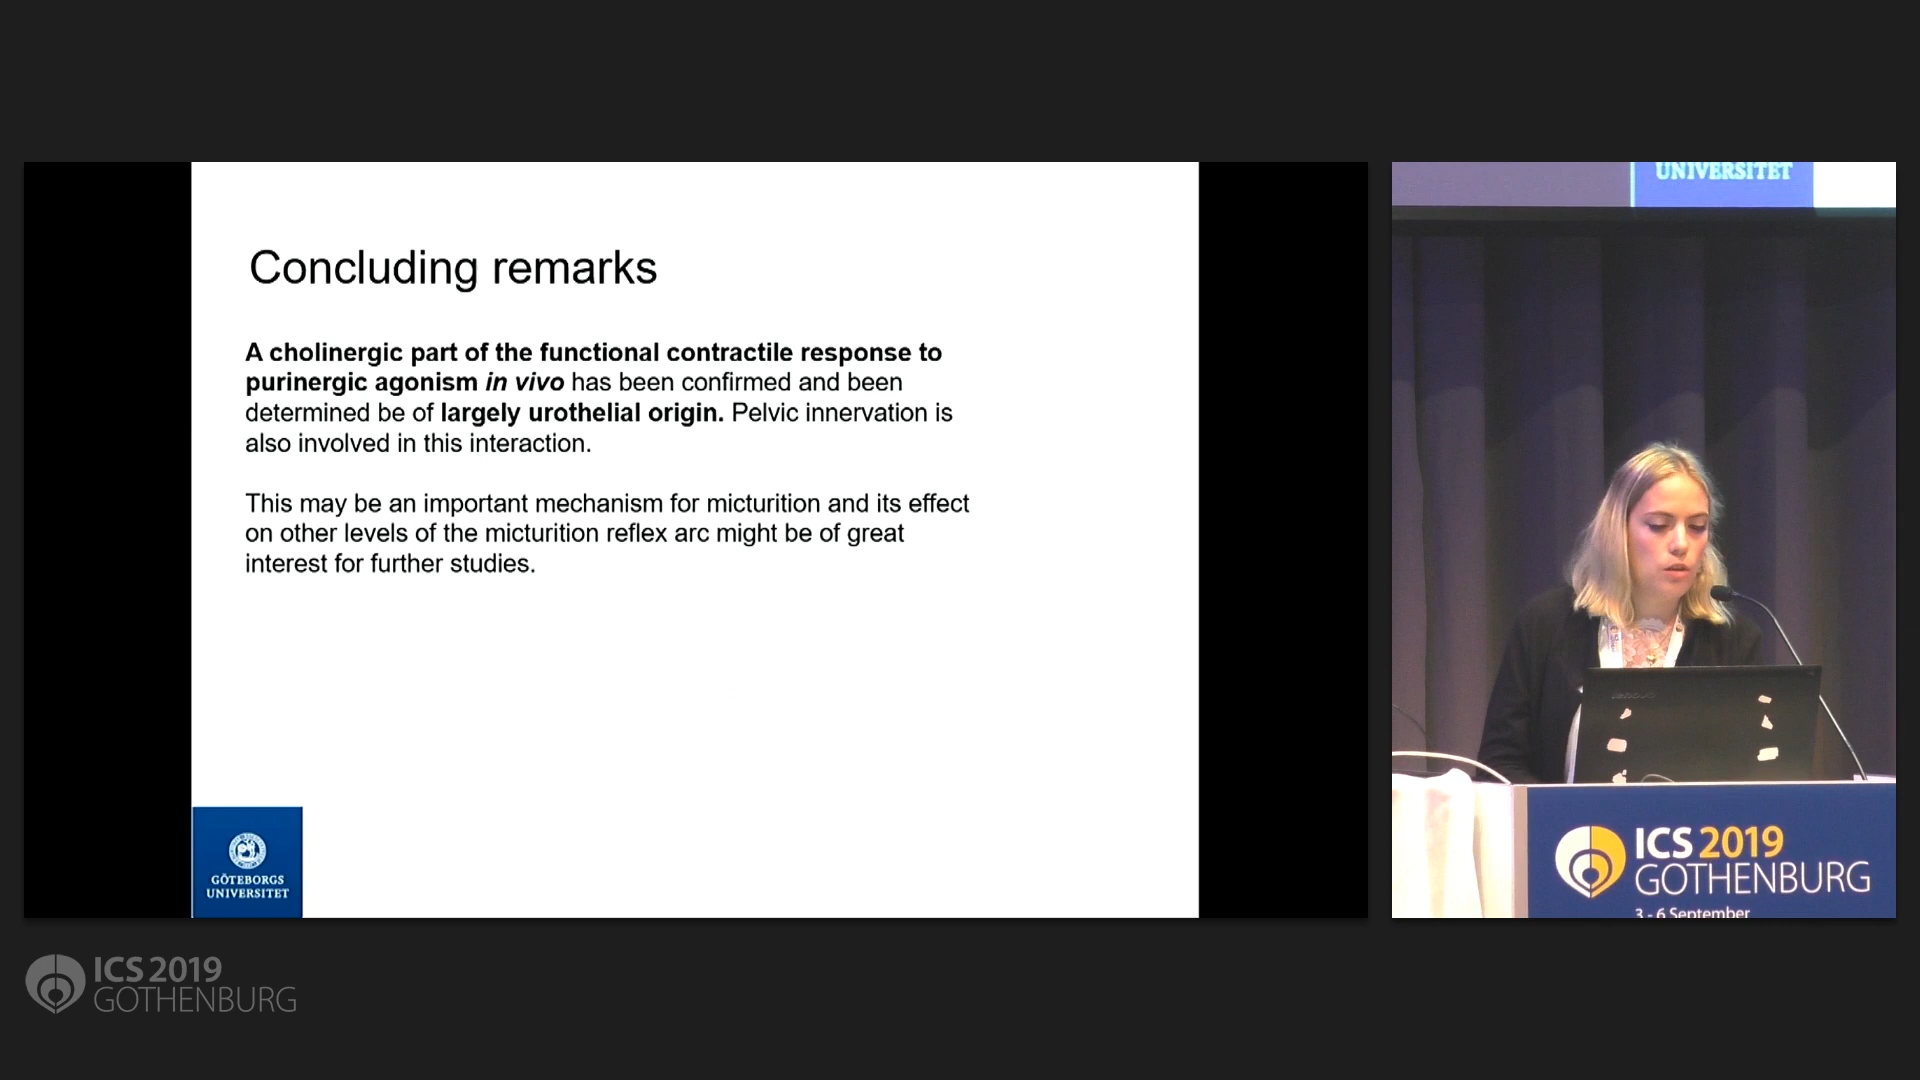 Concluding remarks
A cholinergic part of the functional contractile response to
purinergic agonism in vivo has been confirmed and been
determined be of largely urothelial origin. Pelvic innervation is
also involved in this interaction.
This may be an important mechanism for micturition and its effect
on other levels of the micturition reflex arc might be of great
interest for further studies.
GÖTEBORGS
UNIVERSITET
UNIVERSITET
lenovo
ICS 2019
GOTHENBURG
3 - 6 September
ICS 2019
GOTHENBURG